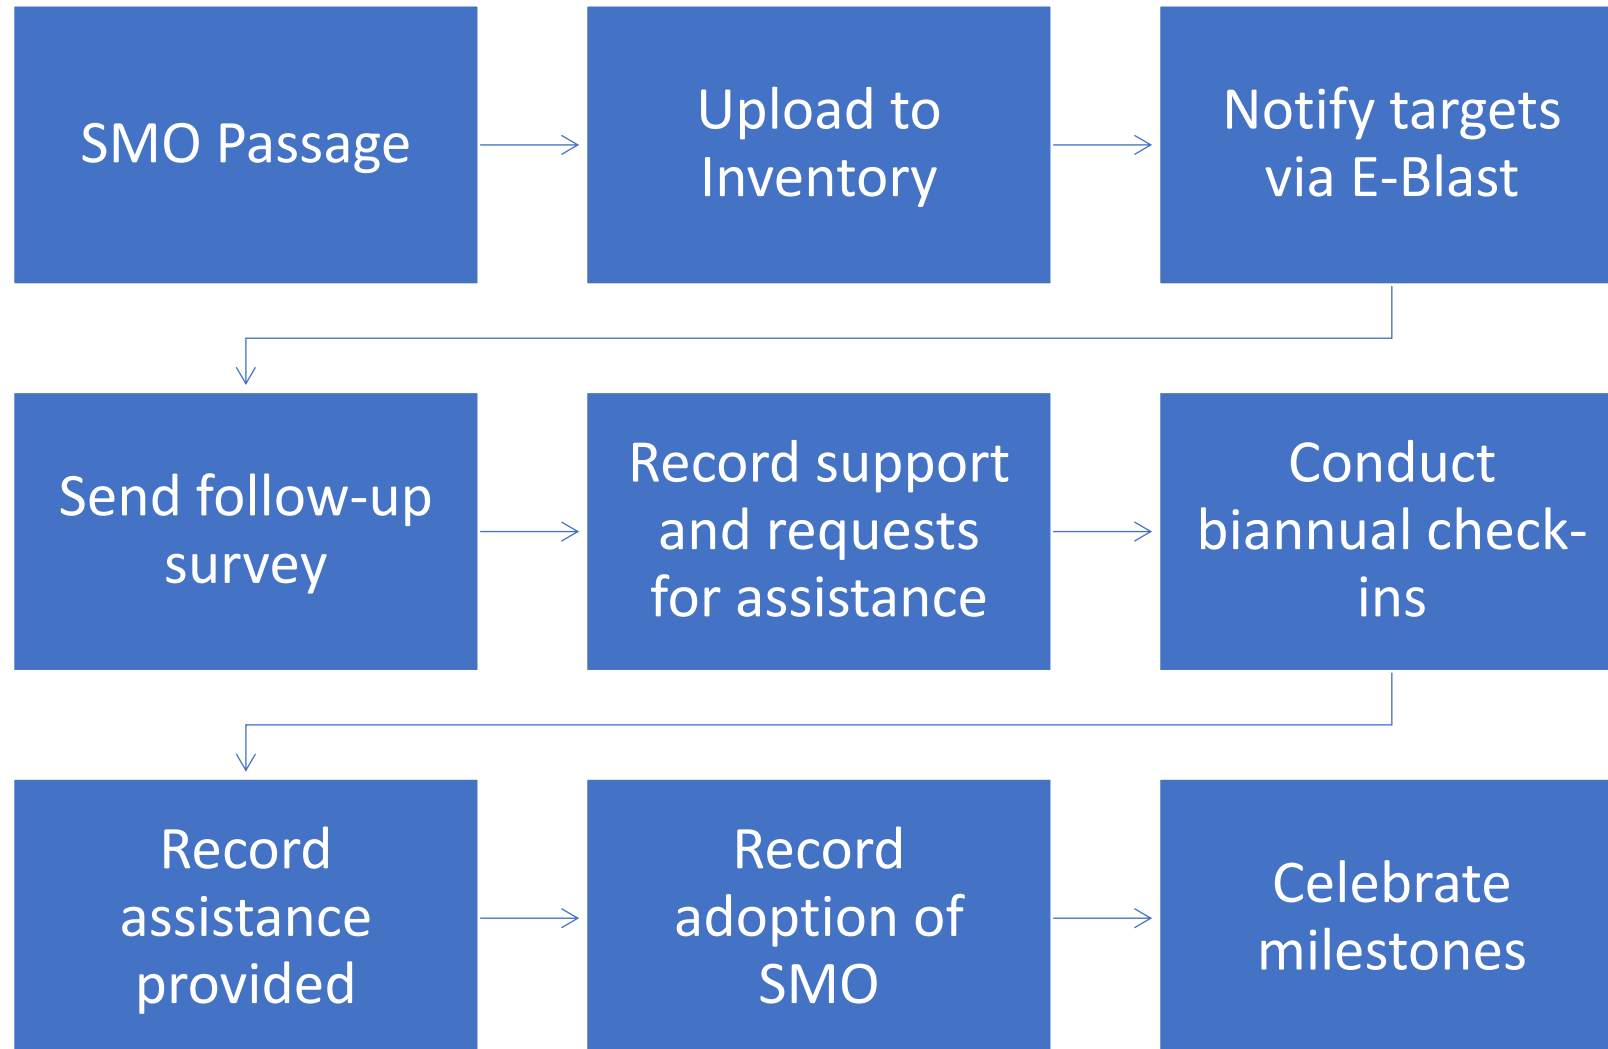 SMO Passage
Upload to
Inventory
Notify targets
via E-Blast
Send follow-up
survey
Record support
and requests
for assistance
Conduct
biannual check-
ins
Record
assistance
provided
Record
adoption of
SMO
Celebrate
milestones